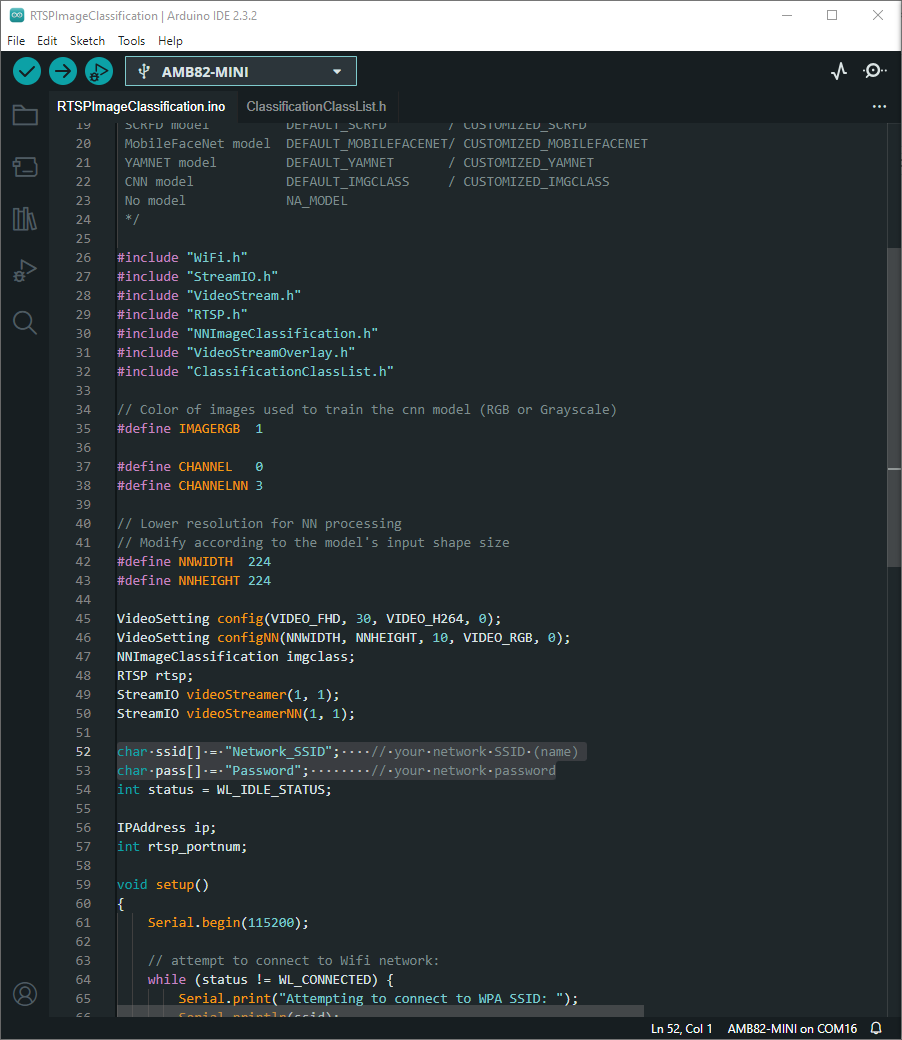 RTSPImageClassification | Arduino IDE 2.3.2
File Edit Sketch Tools Help
AMB82-MINI
RTSPImageClassification.ino ClassificationClassList.h
19 SCRFD model DEFAULT_SCRFD / CUSTOMIZED_SCRFD
20 MobileFaceNet model DEFAULT_MOBILEFACENET/ CUSTOMIZED_MOBILEFACENET
21 YAMNET model DEFAULT_YAMNET / CUSTOMIZED_YAMNET
22 CNN model DEFAULT_IMGCLASS / CUSTOMIZED_IMGCLASS
23 No model NA_MODEL
24 */
25
26 #include "WiFi.h"
27 #include "StreamIO.h"
28 #include "VideoStream.h"
29 #include "RTSP.h"
30 #include "NNImageClassification.h"
31 #include "VideoStreamOverlay.h"
32 #include "ClassificationClassList.h"
33
34 // Color of images used to train the cnn model (RGB or Grayscale)
35 #define IMAGERGB 1
36
37 #define CHANNEL 0
38 #define CHANNELNN 3
39
40 // Lower resolution for NN processing
41 // Modify according to the model's input shape size
42 #define NNWIDTH 224
43 #define NNHEIGHT 224
44
45 VideoSetting config(VIDEO_FHD, 30, VIDEO_H264, 0);
46 VideoSetting configNN(NNWIDTH, NNHEIGHT, 10, VIDEO_RGB, 0);
47 NNImageClassification imgclass;
48 RTSP rtsp;
49 StreamIO videoStreamer(1, 1);
50 StreamIO videoStreamerNN(1, 1);
51
52 char ssid[] = "Network_SSID"; // your network SSID (name)
53 char pass[] = "Password"; // your network password
54 int status = WL_IDLE_STATUS;
55
56 IPAddress ip;
57 int rtsp_portnum;
58
59 void setup()
60 {
61 Serial.begin(115200);
62
63 // attempt to connect to Wifi network:
64 while (status != WL_CONNECTED) {
65 Serial.print("Attempting to connect to WPA SSID: ");
66 Serial.println(ssid);
Ln 52, Col 1 AMB82-MINI on COM16